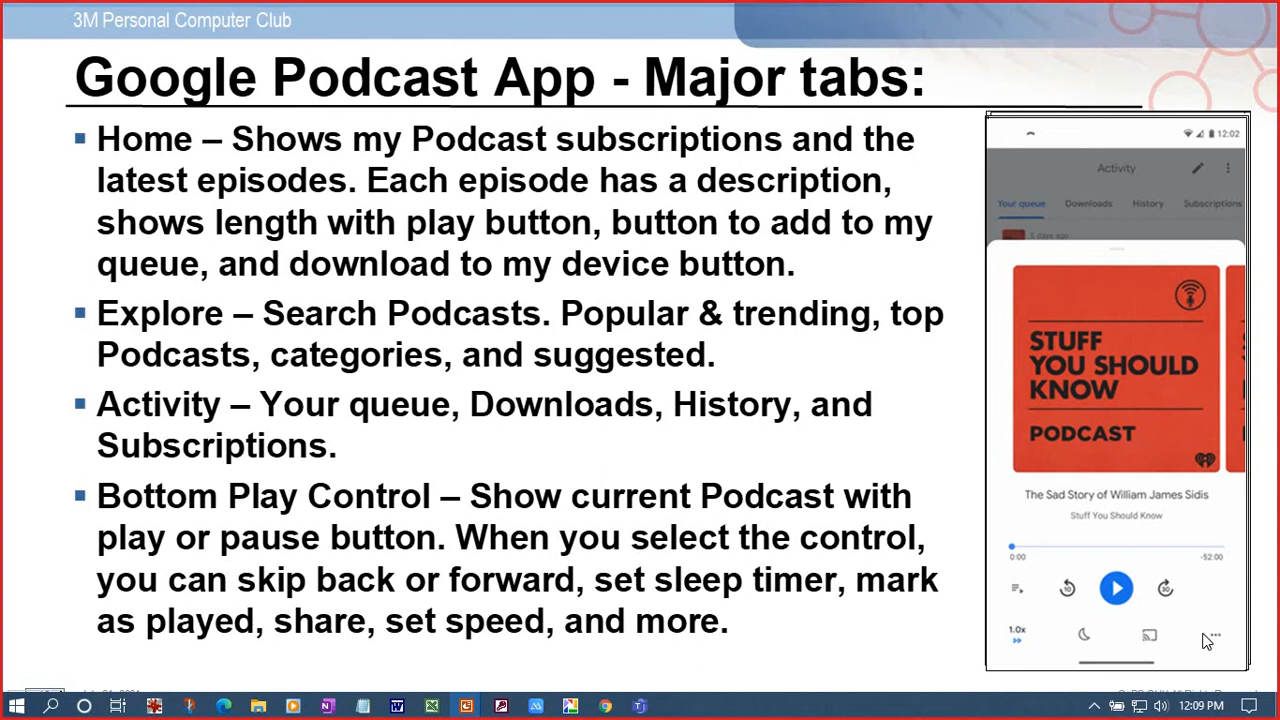 3M Personal Computer Club
Google Podcast App - Major tabs:
Home – Shows my Podcast subscriptions and the
latest episodes. Each episode has a description,
shows length with play button, button to add to my
queue, and download to my device button.
Explore – Search Podcasts. Popular & trending, top
Podcasts, categories, and suggested.
Activity – Your queue, Downloads, History, and
Subscriptions.
Bottom Play Control – Show current Podcast with
play or pause button. When you select the control,
you can skip back or forward, set sleep timer, mark
as played, share, set speed, and more.
12:02
Activity
Your queue Downloads History Subscriptions
5 days ago
STUFF
YOU SHOULD
KNOW
PODCAST
The Sad Story of William James Sidis
Stuff You Should Know
0:00 -52:00
10 30
1.0x
12:09 PM